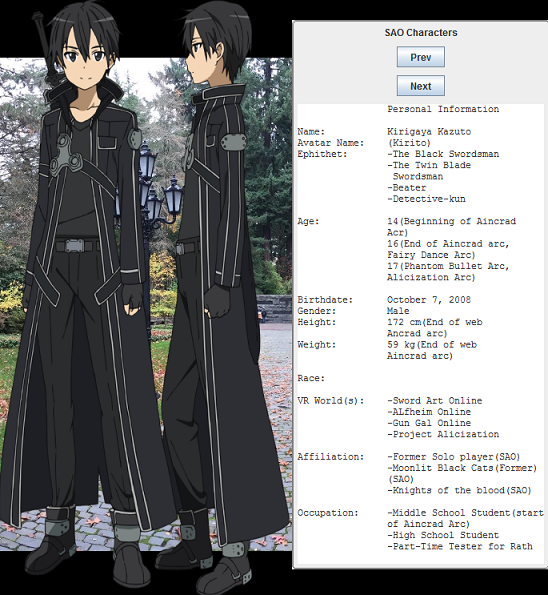 SAO Characters
Prev
Next
Personal Information
Name: Kirigaya Kazuto
Avatar Name: (Kirito)
Ephithet: -The Black Swordsman
-The Twin Blade
Swordsman
-Beater
-Detective-kun
Age: 14(Beginning of Aincrad
Acr)
16(End of Aincrad arc,
Fairy Dance Arc)
17(Phantom Bullet Arc,
Alicization Arc)
Birthdate: October 7, 2008
Gender: Male
Height: 172 cm(End of web
Ancrad arc)
Weight: 59 kg(End of web
Aincrad arc)
Race:
VR World(s): -Sword Art Online
-ALfheim Online
-Gun Gal Online
-Project Alicization
Affiliation: -Former Solo player(SAO)
-Moonlit Black Cats(Former)
(SAO)
-Knights of the blood(SAO)
Occupation: -Middle School Student(start
of Aincrad Arc)
-High School Student
-Part-Time Tester for Rath